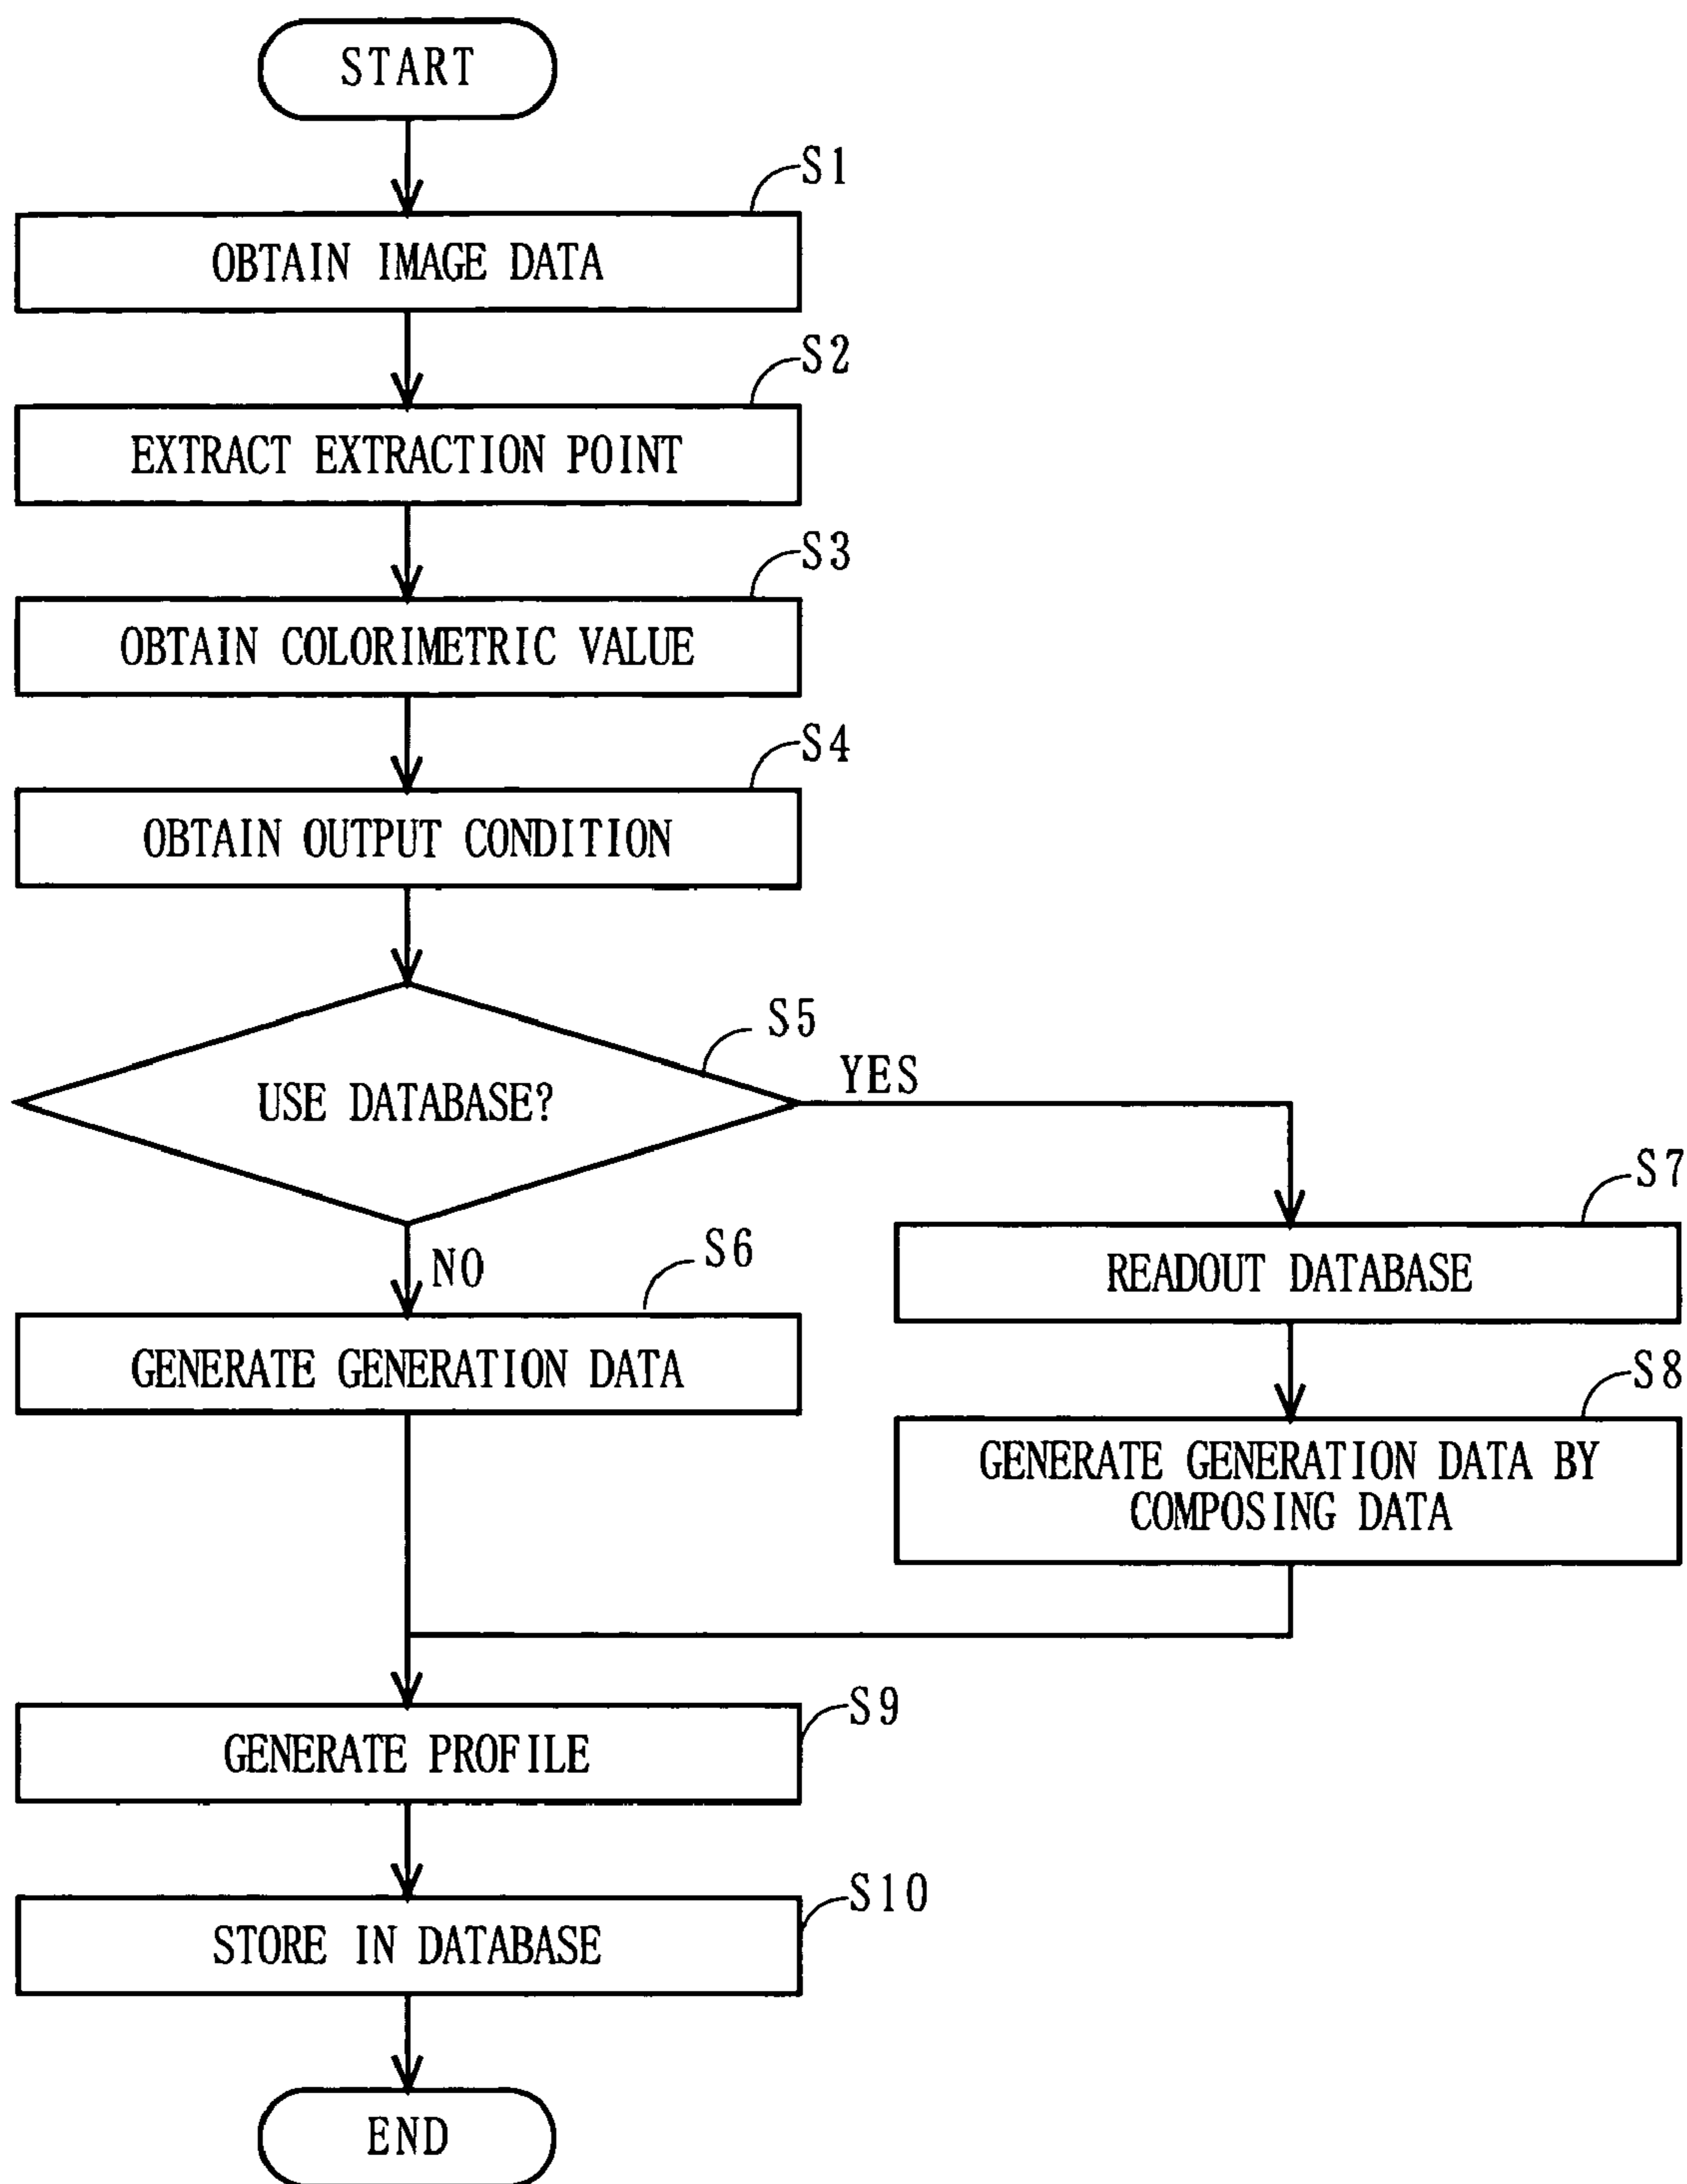 START
S1
OBTAIN IMAGE DATA
S2
EXTRACT EXTRACTION POINT
S3
OBTAIN COLORIMETRIC VALUE
S4
OBTAIN OUTPUT CONDITION
S5
USE DATABASE?
YES
NO
S6
GENERATE GENERATION DATA
S7
READOUT DATABASE
S8
GENERATE GENERATION DATA BY
COMPOSING DATA
S9
GENERATE PROFILE
S10
STORE IN DATABASE
END